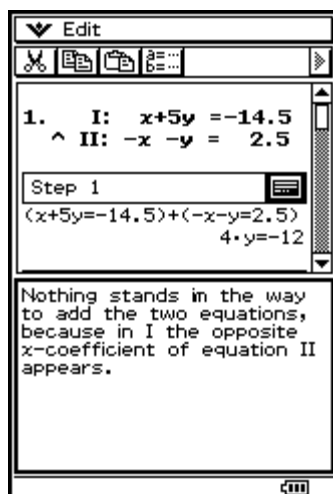 Edit
1. I: x+5y =-14.5
^ II: -x -y = 2.5
Step 1
(x+5y=-14.5)+(-x-y=2.5)
4·y=-12
Nothing stands in the way
to add the two equations,
because in I the opposite
x-coefficient of equation II
appears.